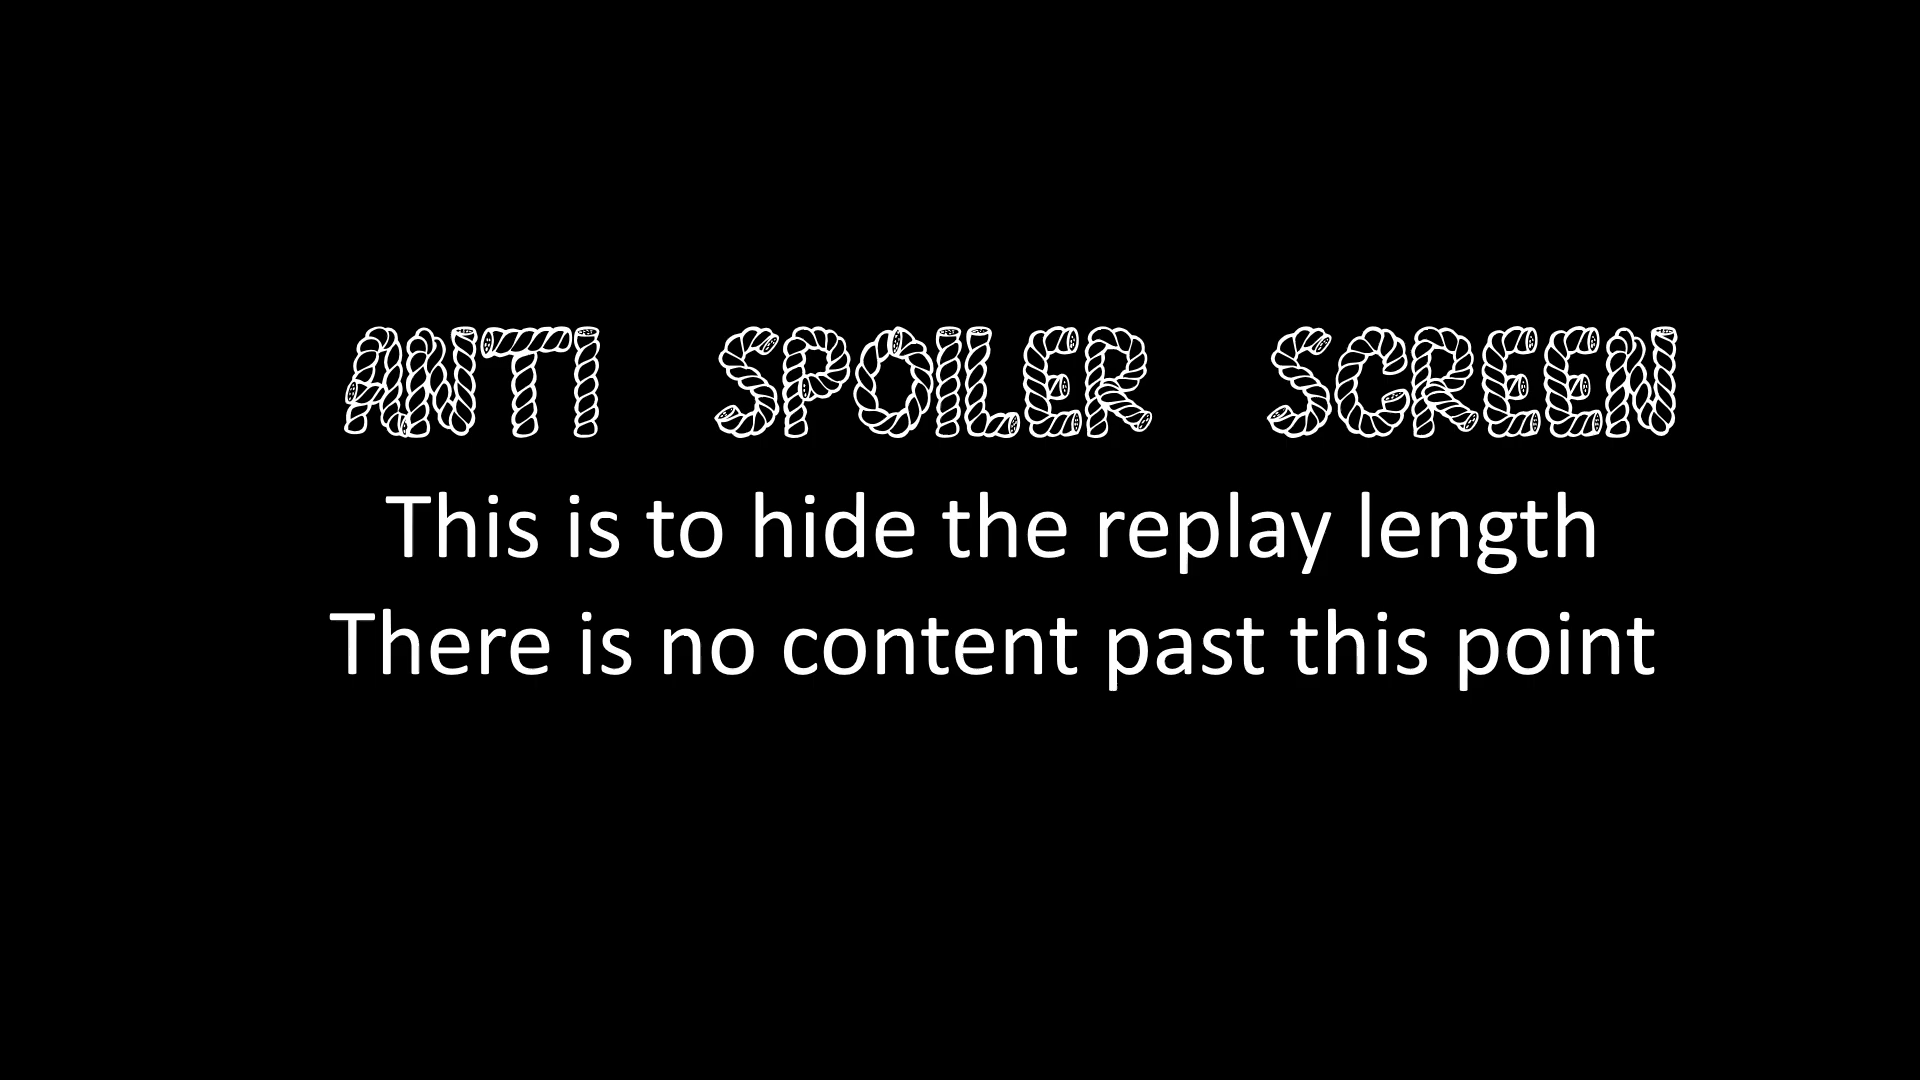 ANTI SPOILER SCREEN
This is to hide the replay length
There is no content past this point